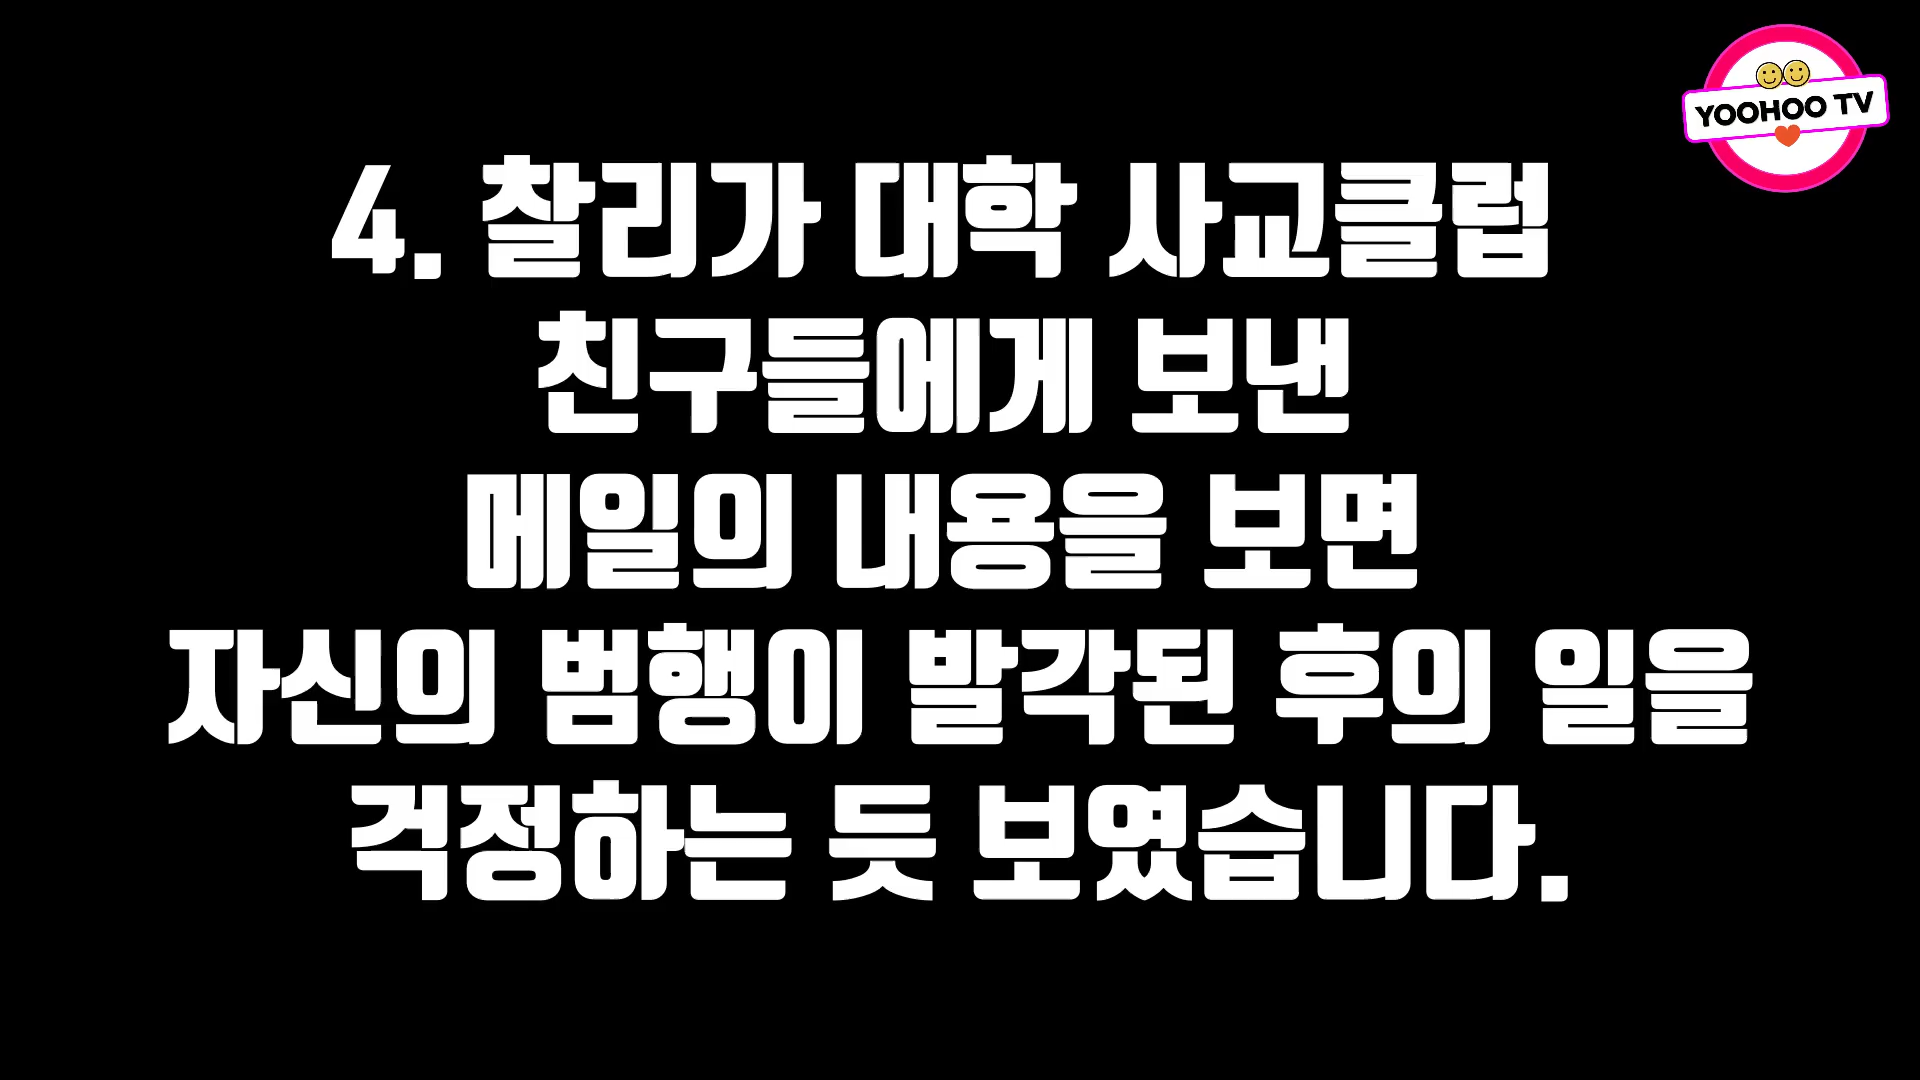 YOOHOO TV
4. 찰리가 대학 사교클럽
친구들에게 보낸
메일의 내용을 보면
자신의 범행이 발각된 후의 일을
걱정하는 듯 보였습니다.